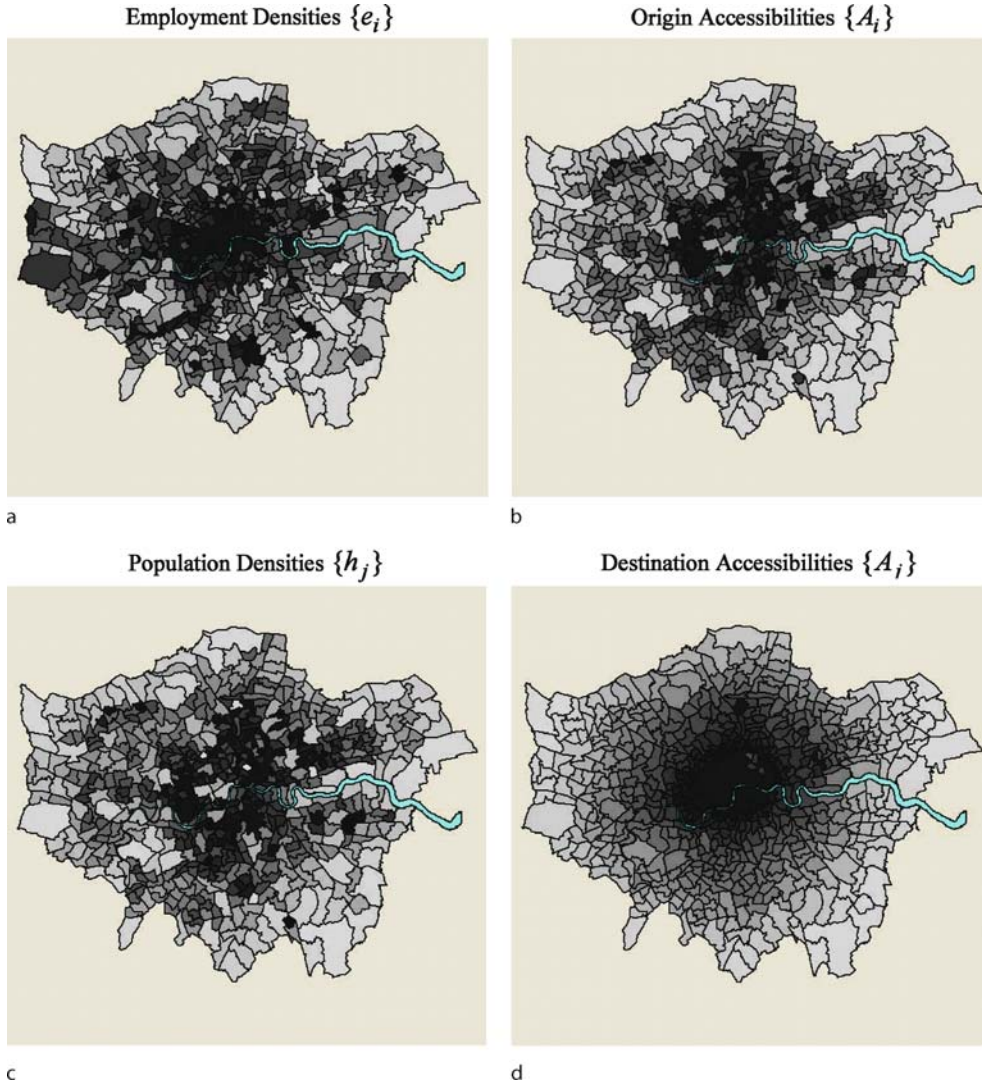 Employment Densities {e_i}
Origin Accessibilities {A_i}
a
b
Population Densities {h_j}
Destination Accessibilities {A_j}
c
d